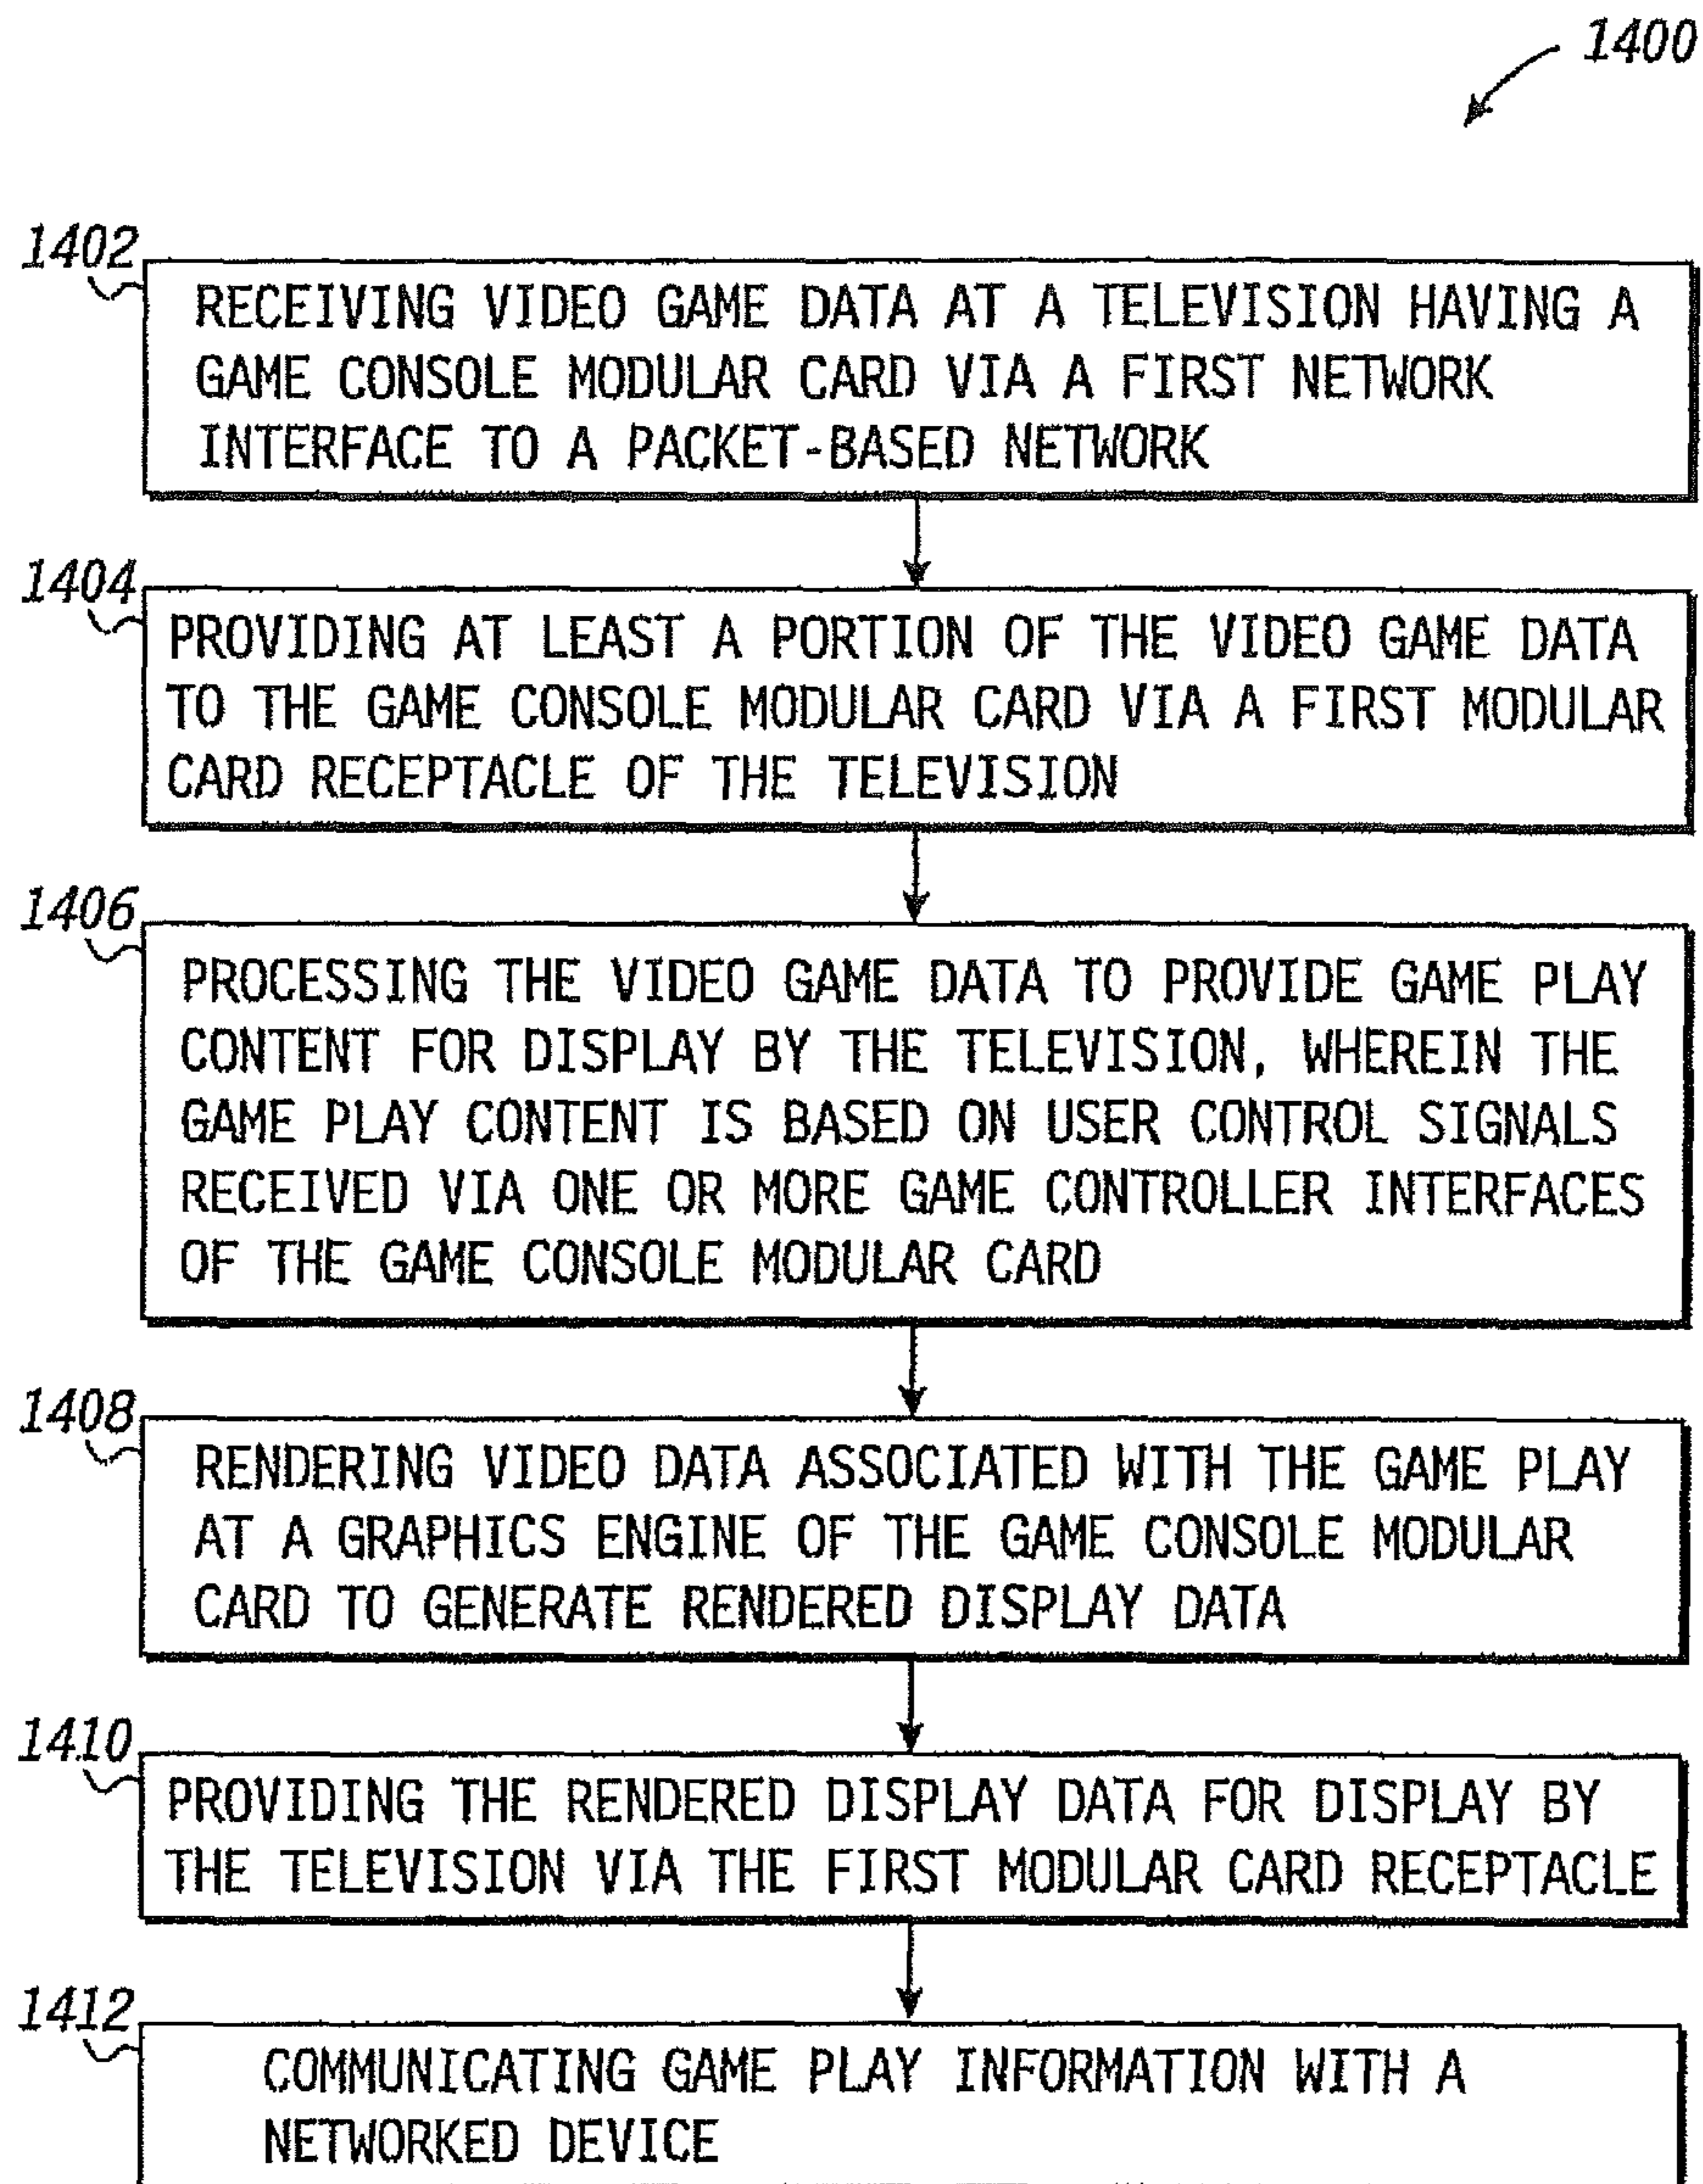 1400
1402
RECEIVING VIDEO GAME DATA AT A TELEVISION HAVING A
GAME CONSOLE MODULAR CARD VIA A FIRST NETWORK
INTERFACE TO A PACKET-BASED NETWORK
1404
PROVIDING AT LEAST A PORTION OF THE VIDEO GAME DATA
TO THE GAME CONSOLE MODULAR CARD VIA A FIRST MODULAR
CARD RECEPTACLE OF THE TELEVISION
1406
PROCESSING THE VIDEO GAME DATA TO PROVIDE GAME PLAY
CONTENT FOR DISPLAY BY THE TELEVISION, WHEREIN THE
GAME PLAY CONTENT IS BASED ON USER CONTROL SIGNALS
RECEIVED VIA ONE OR MORE GAME CONTROLLER INTERFACES
OF THE GAME CONSOLE MODULAR CARD
1408
RENDERING VIDEO DATA ASSOCIATED WITH THE GAME PLAY
AT A GRAPHICS ENGINE OF THE GAME CONSOLE MODULAR
CARD TO GENERATE RENDERED DISPLAY DATA
1410
PROVIDING THE RENDERED DISPLAY DATA FOR DISPLAY BY
THE TELEVISION VIA THE FIRST MODULAR CARD RECEPTACLE
1412
COMMUNICATING GAME PLAY INFORMATION WITH A
NETWORKED DEVICE